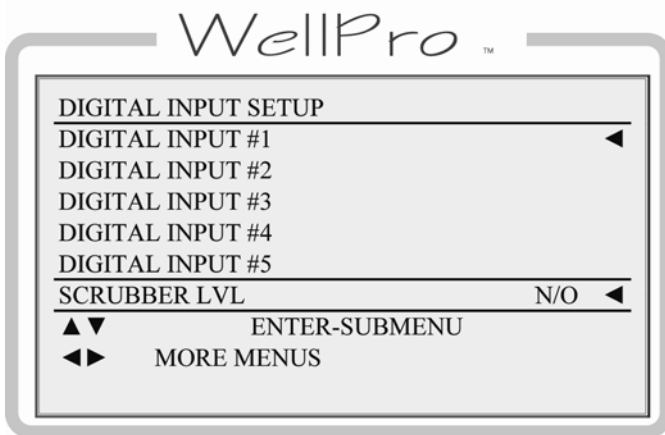 WellPro ™
DIGITAL INPUT SETUP
DIGITAL INPUT #1 ◀
DIGITAL INPUT #2
DIGITAL INPUT #3
DIGITAL INPUT #4
DIGITAL INPUT #5
SCRUBBER LVL N/O ◀
▲▼ ENTER-SUBMENU
◀▶ MORE MENUS